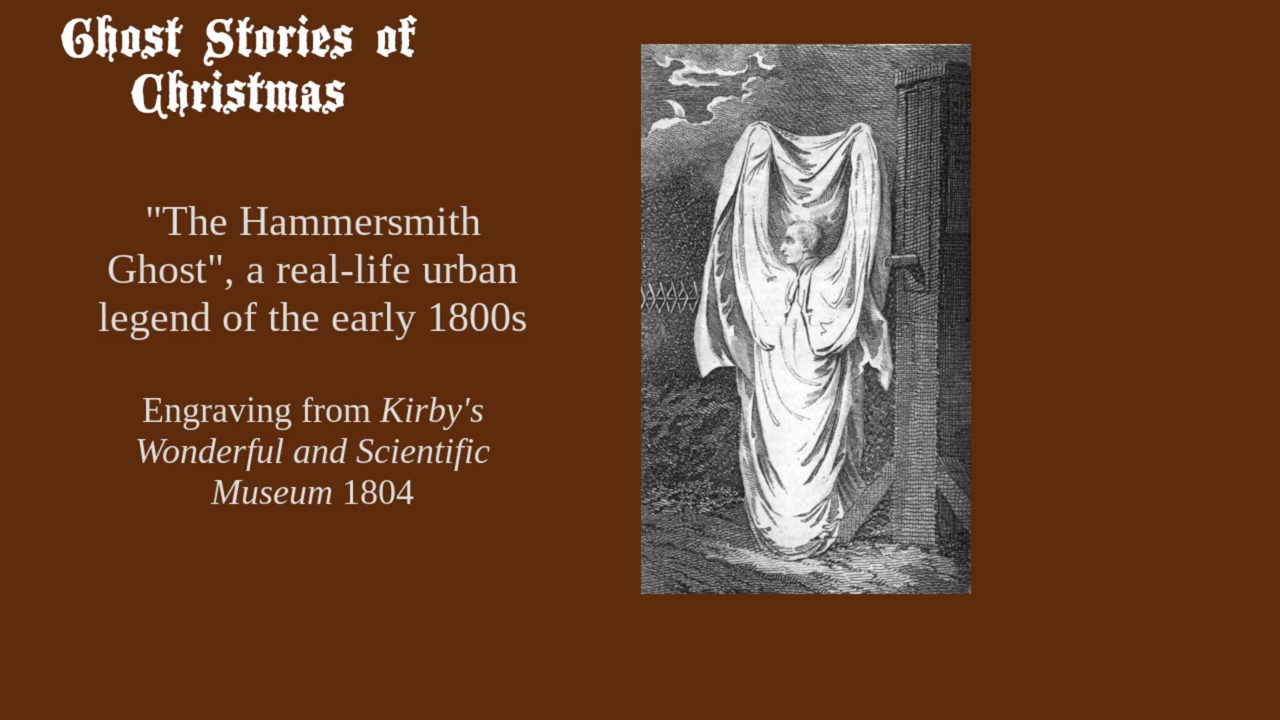 Ghost Stories of
Christmas
"The Hammersmith
Ghost", a real-life urban
legend of the early 1800s
Engraving from Kirby's
Wonderful and Scientific
Museum 1804